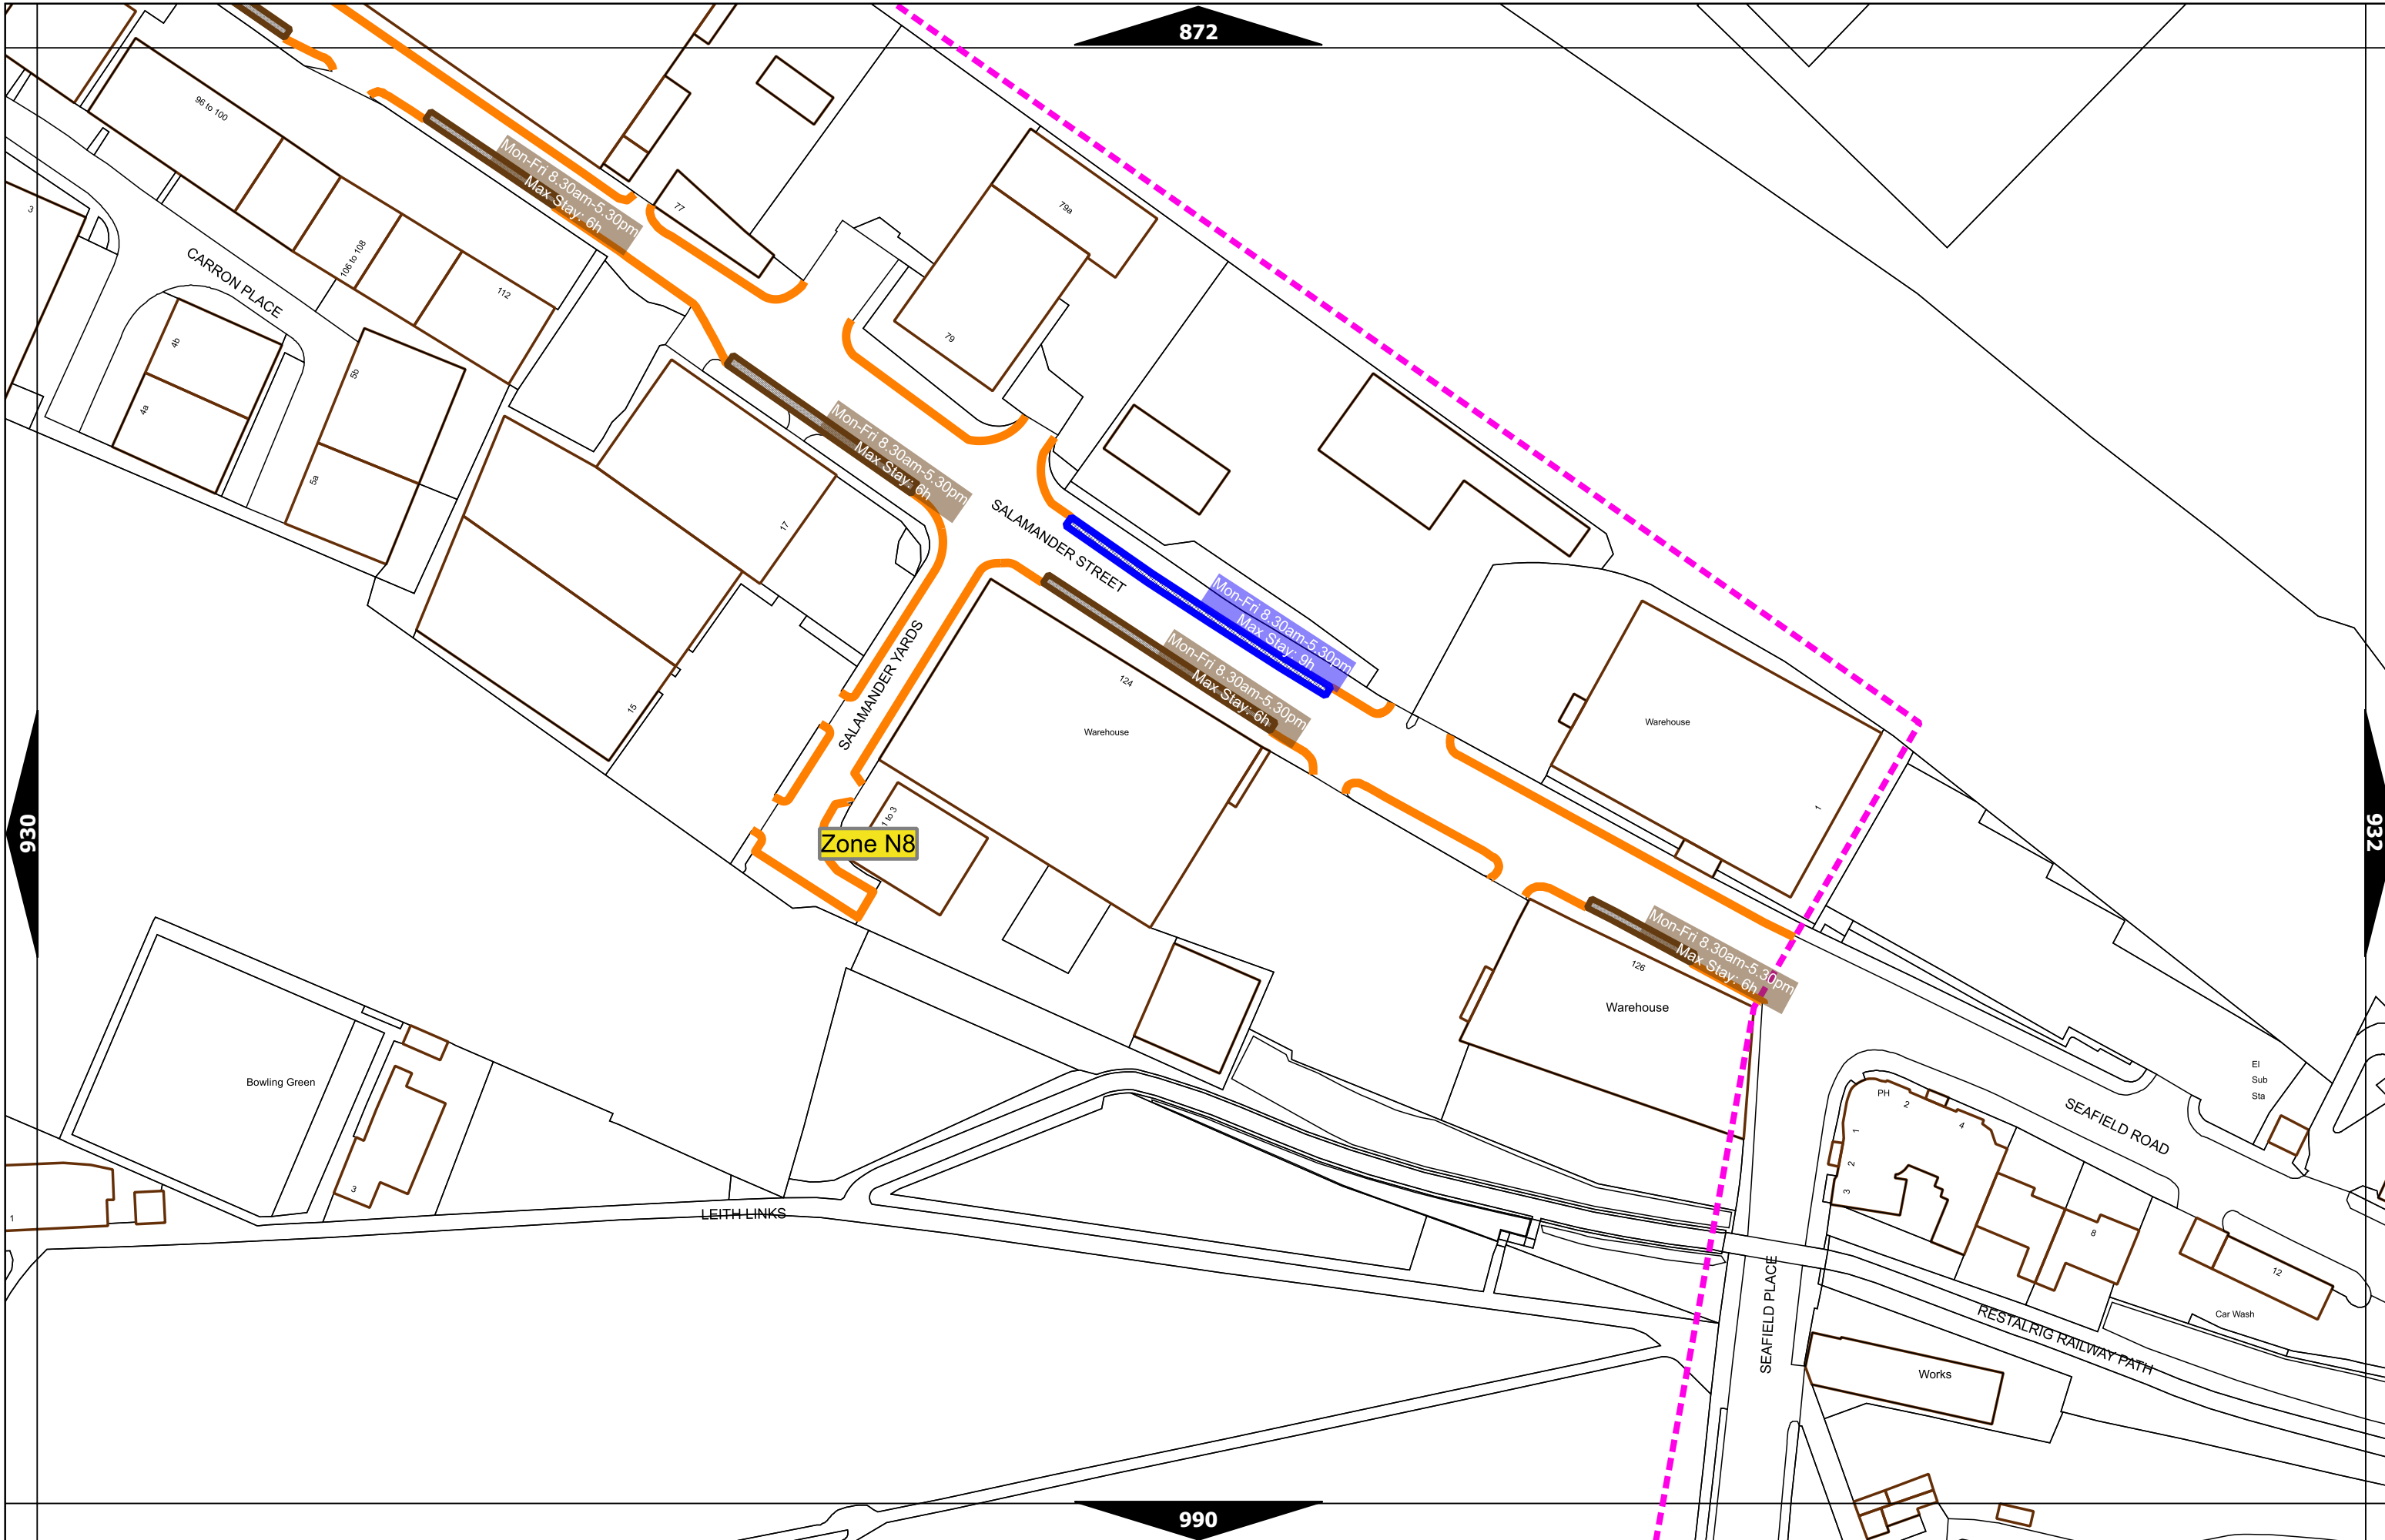 872
96 to 100
Mon-Fri 8.30am-5.30pm
Max Stay: 6h
77
79a
3
CARRON PLACE
106 to 108
112
79
4b
4a
5b
5a
Mon-Fri 8.30am-5.30pm
Max Stay: 6h
17
SALAMANDER STREET
Mon-Fri 8.30am-5.30pm
Max Stay: 9h
Mon-Fri 8.30am-5.30pm
Max Stay: 6h
SALAMANDER YARDS
124
15
Warehouse
Warehouse
1
930
932
1 to 3
Zone N8
Mon-Fri 8.30am-5.30pm
Max Stay: 6h
126
Warehouse
Bowling Green
El
Sub
Sta
PH
2
4
1
2
3
SEAFIELD ROAD
3
1
LEITH LINKS
8
12
SEAFIELD PLACE
Car Wash
RESTALRIG RAILWAY PATH
Works
990